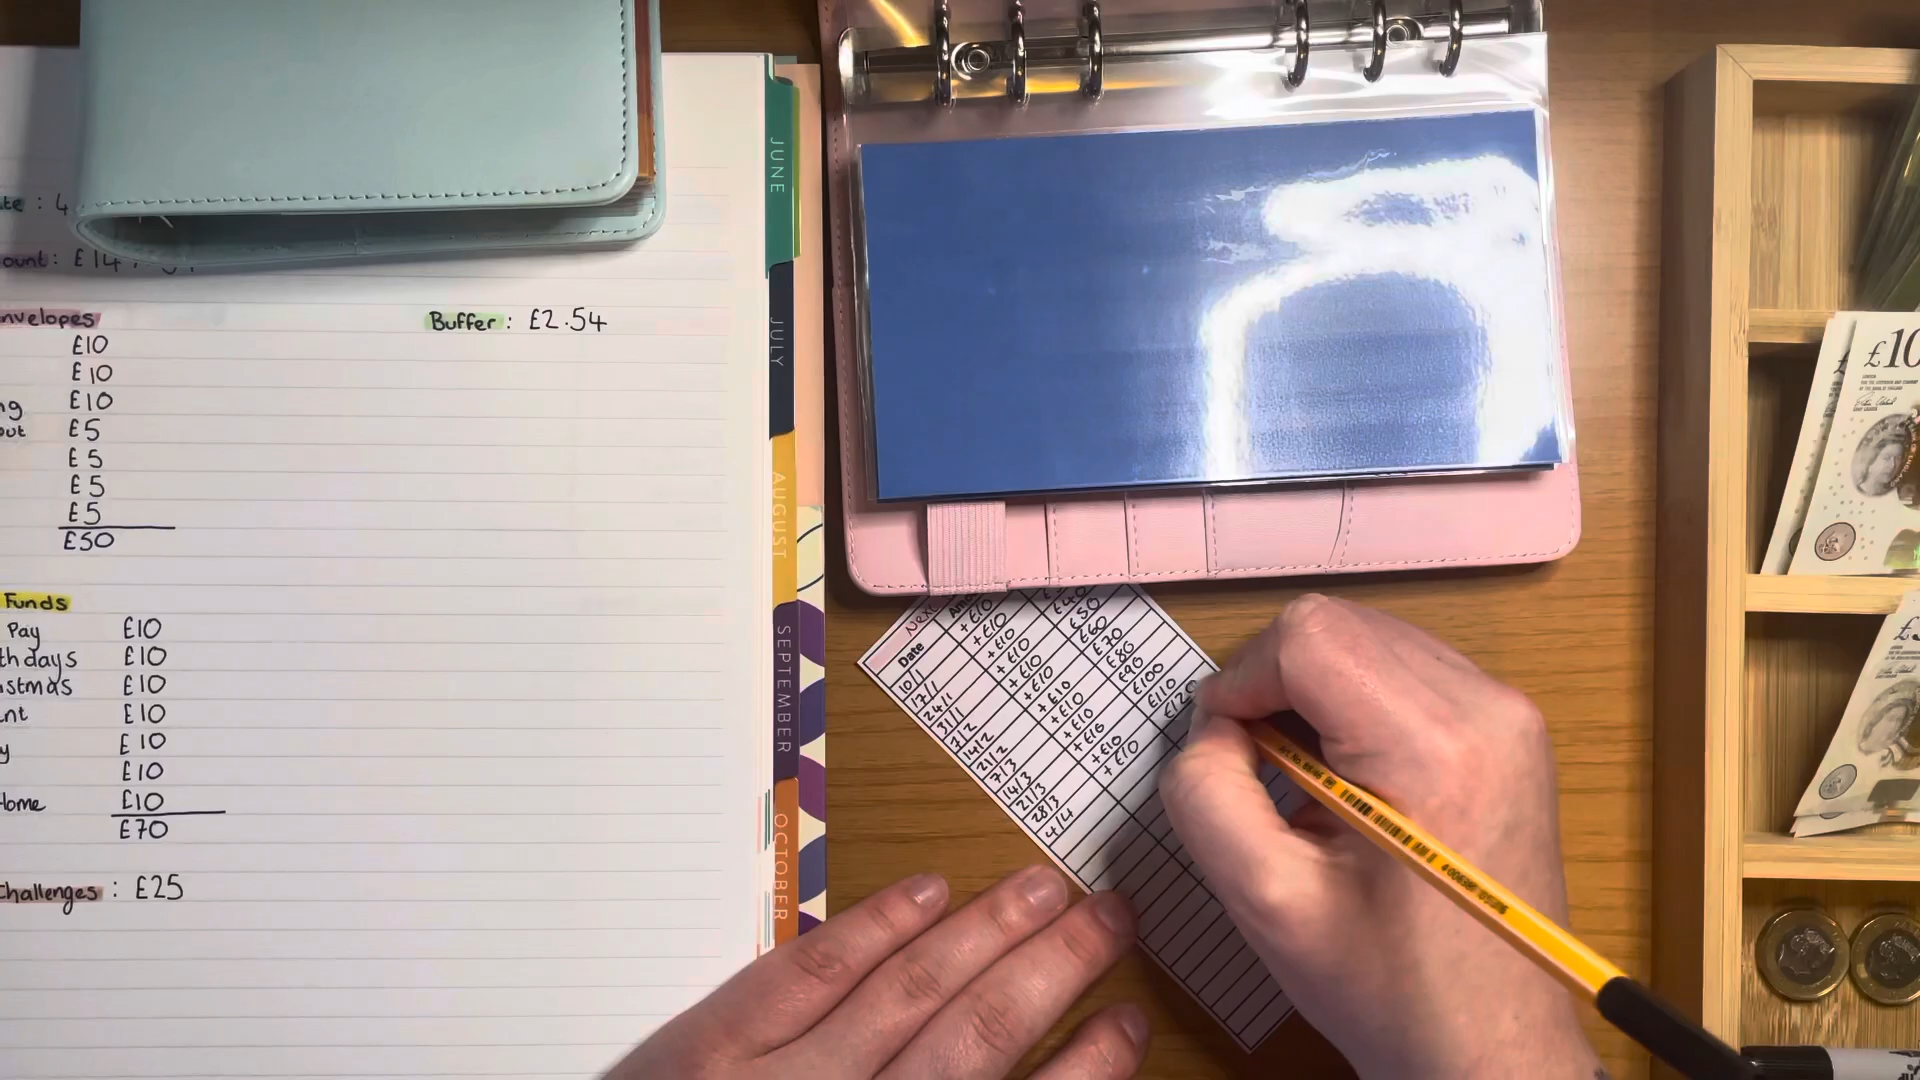 te : 4
ount : £14
nvelopes
Buffer : £2.54
£10
£10
ng £10
out £5
£5
£5
£5
£50
Funds
Pay £10
thdays £10
istmas £10
nt £10
y £10
£10
Home £10
£70
Challenges : £25
JUNE
JULY
AUGUST
SEPTEMBER
OCTOBER
Date
10/1 +£10
17/1 +£10
24/1 +£10 £40
31/1 +£10 £50
7/2 +£10 £60
14/2 +£10 £70
21/2 +£10 £80
7/3 +£10 £90
14/3 +£10 £100
21/3 +£10 £110
28/3 +£10 £120
4/4
£10